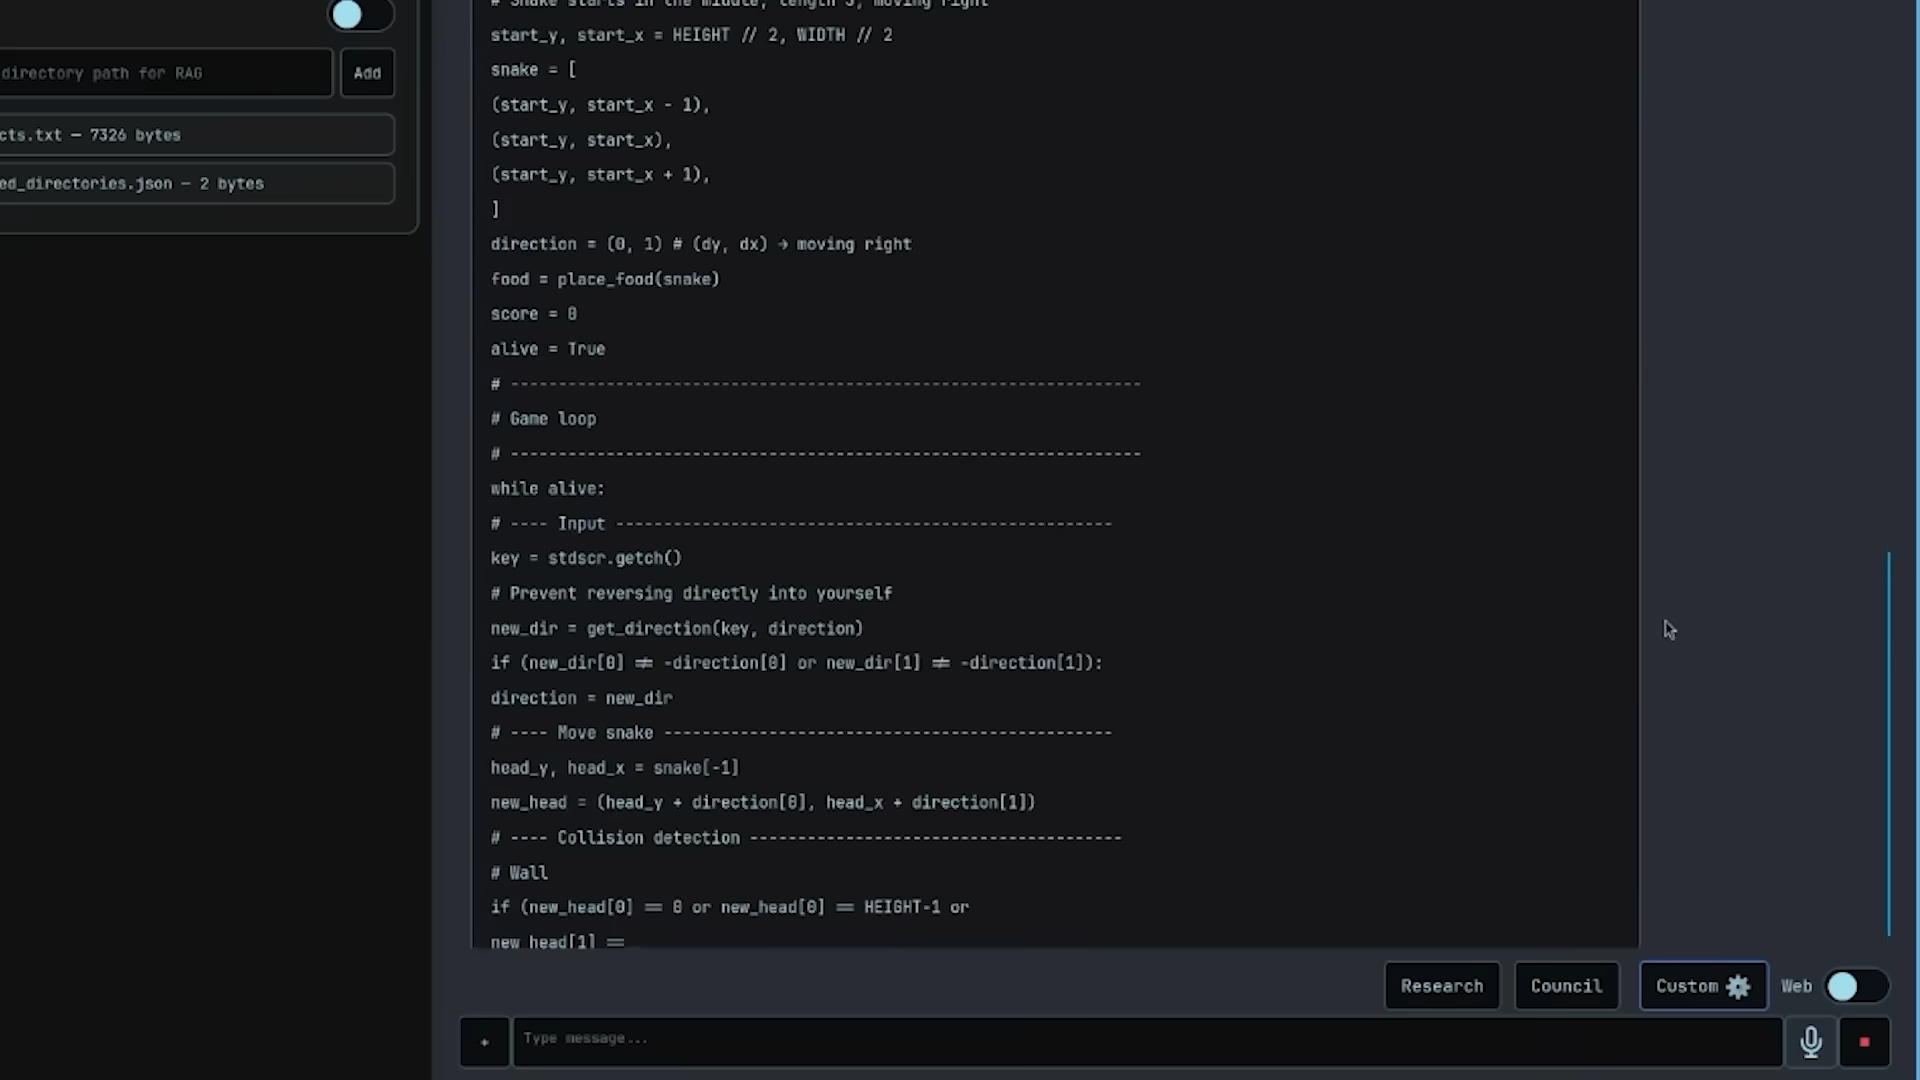 # Snake starts in the middle, length 3, moving right
start_y, start_x = HEIGHT // 2, WIDTH // 2
snake = [
(start_y, start_x - 1),
(start_y, start_x),
(start_y, start_x + 1),
]
direction = (0, 1) # (dy, dx) → moving right
food = place_food(snake)
score = 0
alive = True
# ------------------------------------------------------------------
# Game loop
# ------------------------------------------------------------------
while alive:
# ---- Input ----------------------------------------------------
key = stdscr.getch()
# Prevent reversing directly into yourself
new_dir = get_direction(key, direction)
if (new_dir[0] ≠ -direction[0] or new_dir[1] ≠ -direction[1]):
direction = new_dir
# ---- Move snake -----------------------------------------------
head_y, head_x = snake[-1]
new_head = (head_y + direction[0], head_x + direction[1])
# ---- Collision detection ---------------------------------------
# Wall
if (new_head[0] == 0 or new_head[0] == HEIGHT-1 or
new_head[1] ==
directory path for RAG
Add
cts.txt — 7326 bytes
ed_directories.json — 2 bytes
Research
Council
Custom
Web
+
Type message...